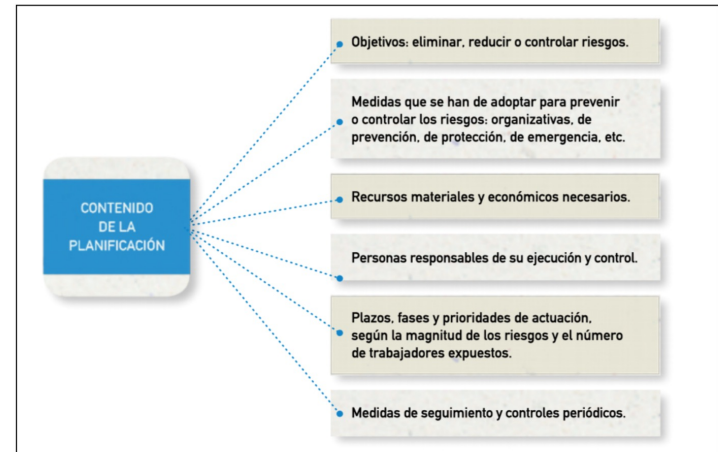 CONTENIDO
DE LA
PLANIFICACIÓN
Objetivos: eliminar, reducir o controlar riesgos.
Medidas que se han de adoptar para prevenir
o controlar los riesgos: organizativas, de
prevención, de protección, de emergencia, etc.
Recursos materiales y económicos necesarios.
Personas responsables de su ejecución y control.
Plazos, fases y prioridades de actuación,
según la magnitud de los riesgos y el número
de trabajadores expuestos.
Medidas de seguimiento y controles periódicos.